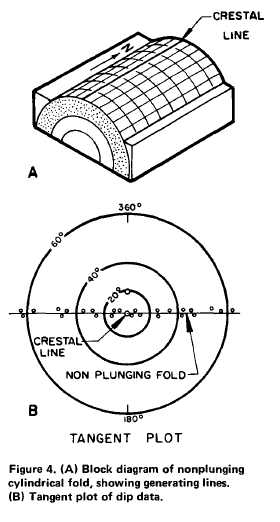 CRESTAL
LINE
N
A
360°
60°
40°
20°
CRESTAL
LINE
NON PLUNGING FOLD
B
180°
TANGENT PLOT
Figure 4. (A) Block diagram of nonplunging
cylindrical fold, showing generating lines.
(B) Tangent plot of dip data.